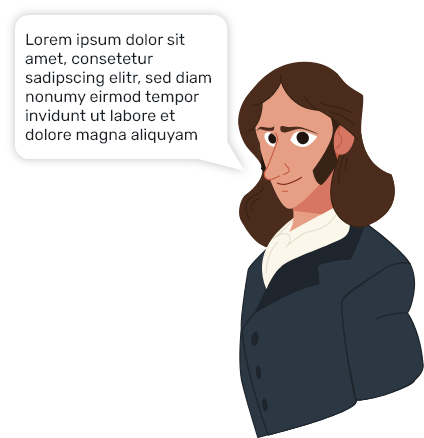 Lorem ipsum dolor sit
amet, consetetur
sadipscing elitr, sed diam
nonumy eirmod tempor
invidunt ut labore et
dolore magna aliquyam